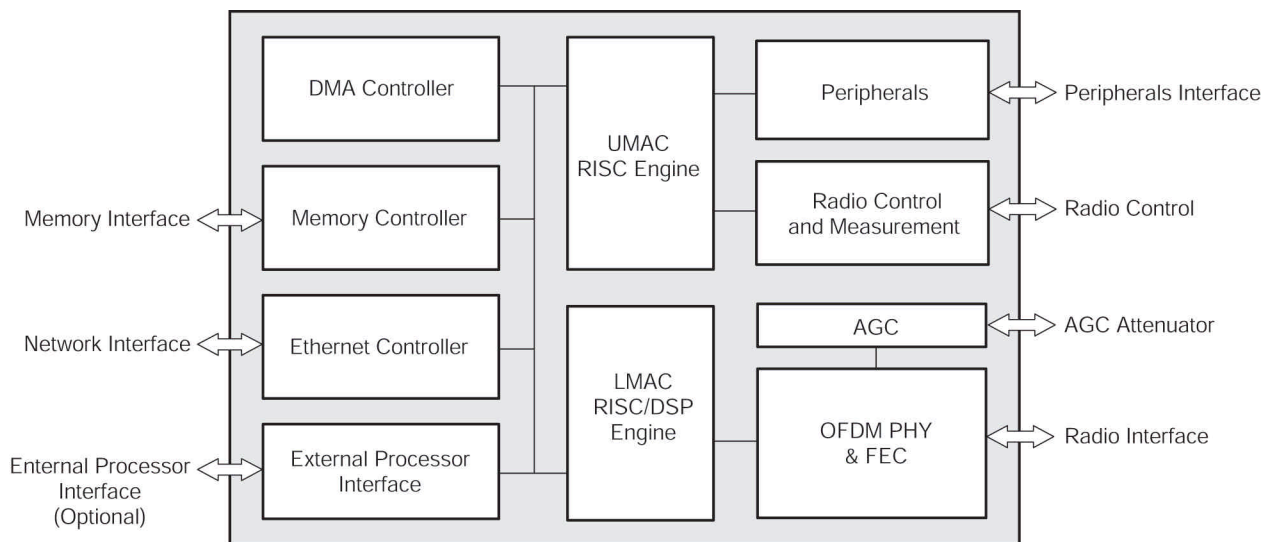 DMA Controller
UMAC
RISC Engine
Peripherals
Peripherals Interface
Memory Interface
Memory Controller
Radio Control
and Measurement
Radio Control
Network Interface
Ethernet Controller
LMAC
RISC/DSP
Engine
AGC
AGC Attenuator
OFDM PHY
& FEC
Radio Interface
Enternal Processor
Interface
(Optional)
External Processor
Interface